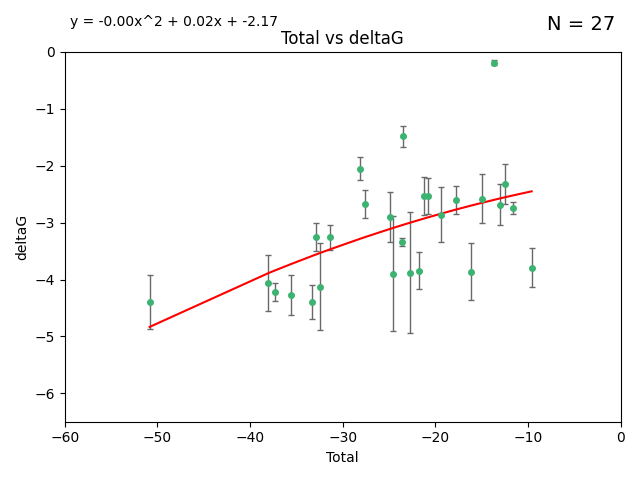 y = -0.00x^2 + 0.02x + -2.17
N = 27
Total vs deltaG
0
−1
−2
−3
−4
−5
−6
deltaG
−60 −50 −40 −30 −20 −10 0
Total